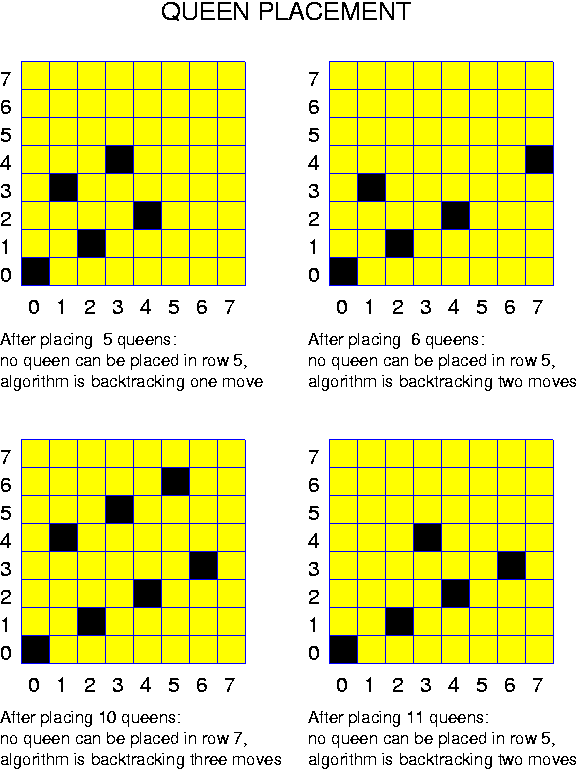 QUEEN PLACEMENT
7
6
5
4
3
2
1
0
0 1 2 3 4 5 6 7
After placing 5 queens:
no queen can be placed in row 5,
algorithm is backtracking one move
7
6
5
4
3
2
1
0
0 1 2 3 4 5 6 7
After placing 6 queens:
no queen can be placed in row 5,
algorithm is backtracking two moves
7
6
5
4
3
2
1
0
0 1 2 3 4 5 6 7
After placing 10 queens:
no queen can be placed in row 7,
algorithm is backtracking three moves
7
6
5
4
3
2
1
0
0 1 2 3 4 5 6 7
After placing 11 queens:
no queen can be placed in row 5,
algorithm is backtracking two moves